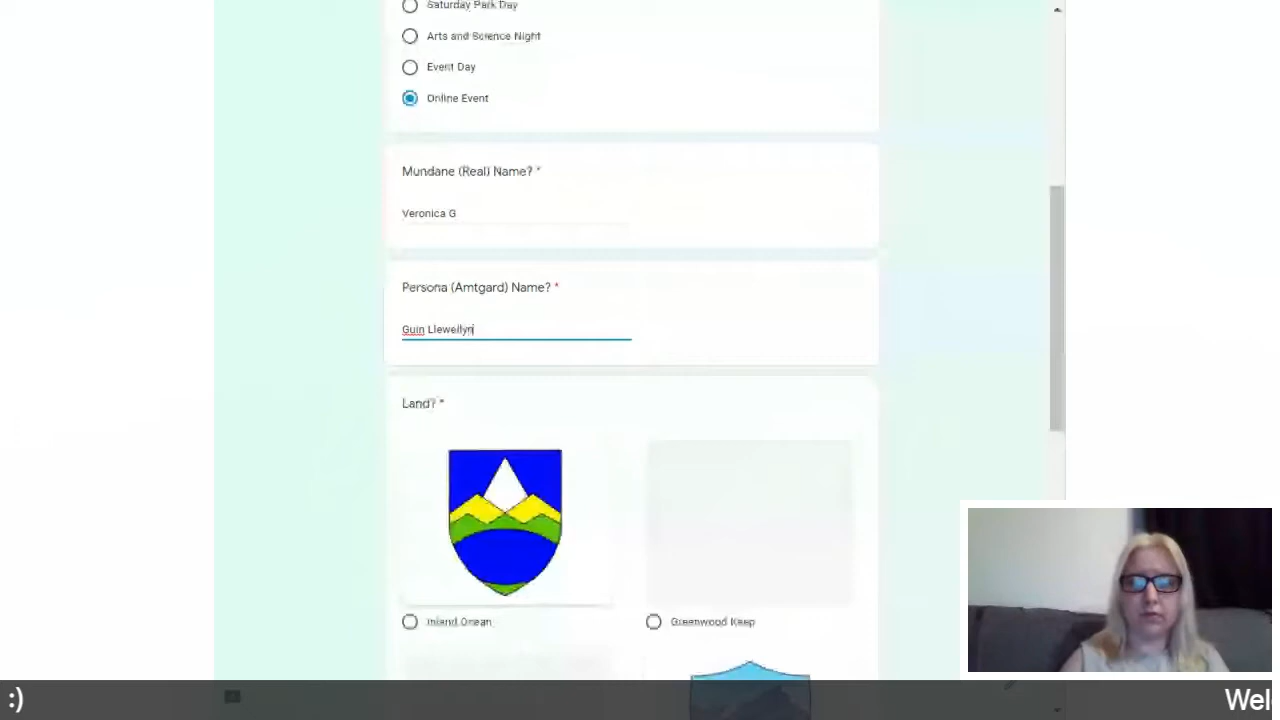 Saturday Park Day
Arts and Science Night
Event Day
Online Event
Mundane (Real) Name? *
Veronica G
Persona (Amtgard) Name? *
Guin Llewellyn
Land? *
Inland Ocean
Greenwood Keep
:)
Wel